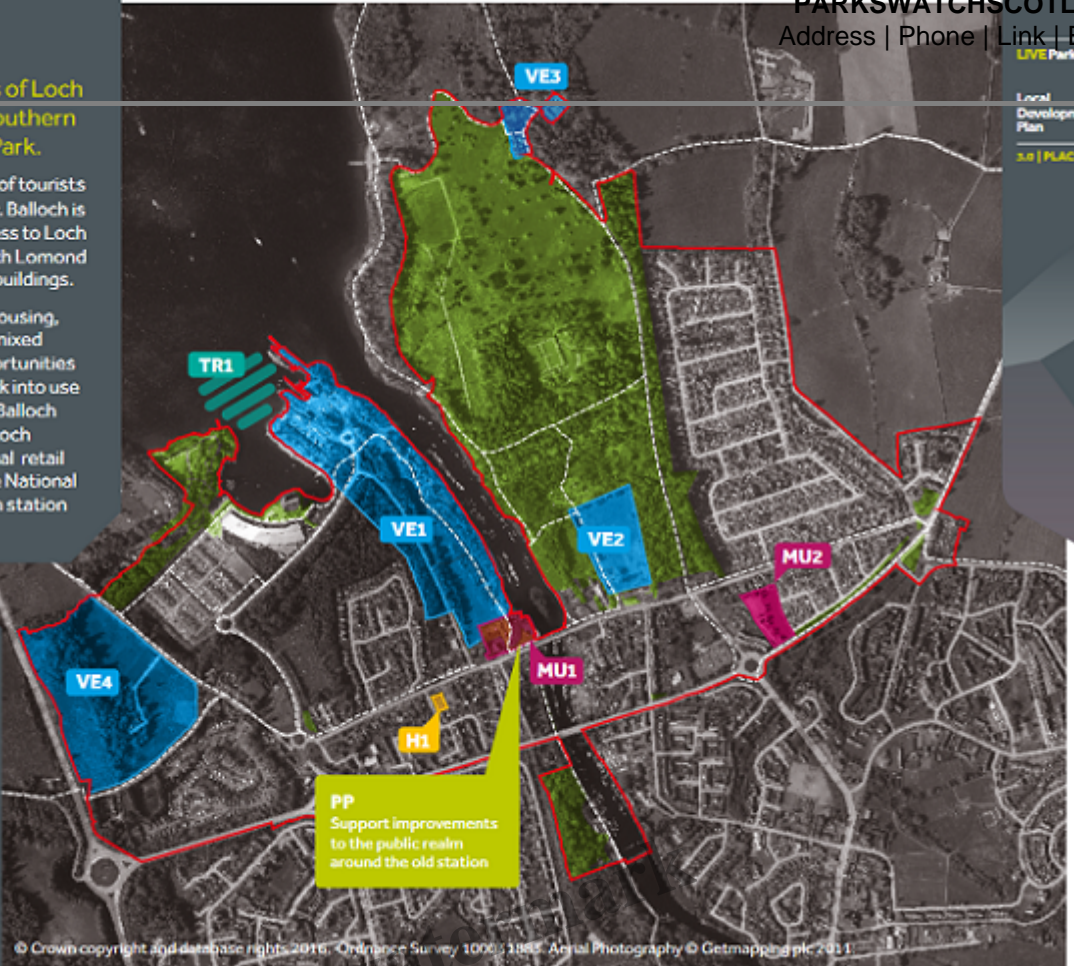 PARKSWATCHSCOTL
Address | Phone | Link | E
LIVE Park
Local
Developm
Plan
3.0 | PLAC
s of Loch
outhern
Park.
of tourists
. Balloch is
ess to Loch
h Lomond
buildings.
ousing,
mixed
ortunities
k into use
Balloch
och
al retail
National
n station
VE3
TR1
VE1
VE2
MU2
VE4
MU1
H1
PP
Support improvements
to the public realm
around the old station
© Crown copyright and database rights 2016. Ordnance Survey 100031883. Aerial Photography © Getmapping plc 2011